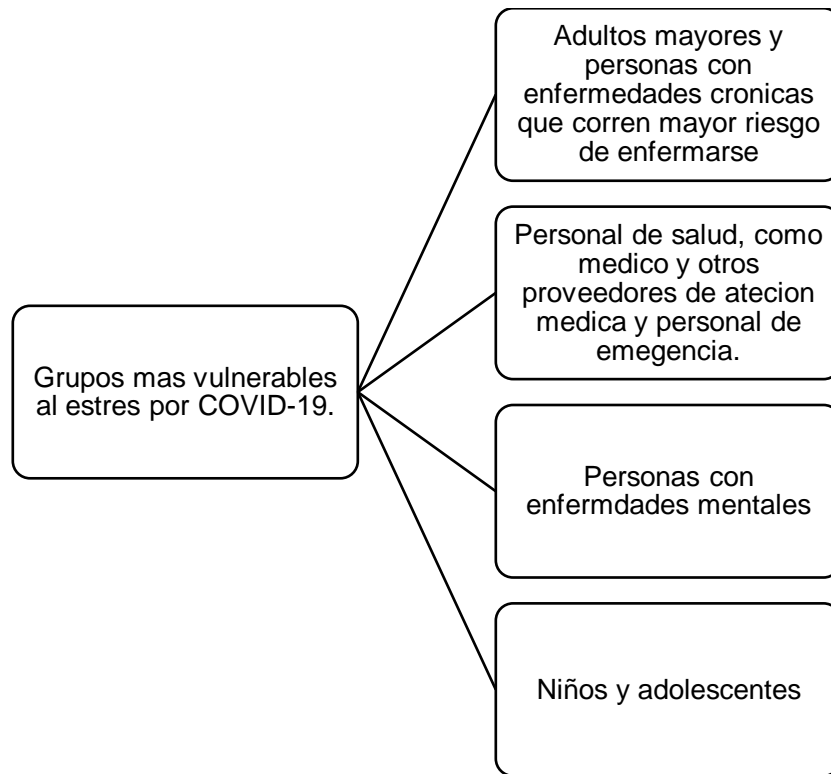 Adultos mayores y
personas con
enfermedades cronicas
que corren mayor riesgo
de enfermarse
Personal de salud, como
medico y otros
proveedores de atecion
medica y personal de
emegencia.
Grupos mas vulnerables
al estres por COVID-19.
Personas con
enfermdades mentales
Niños y adolescentes